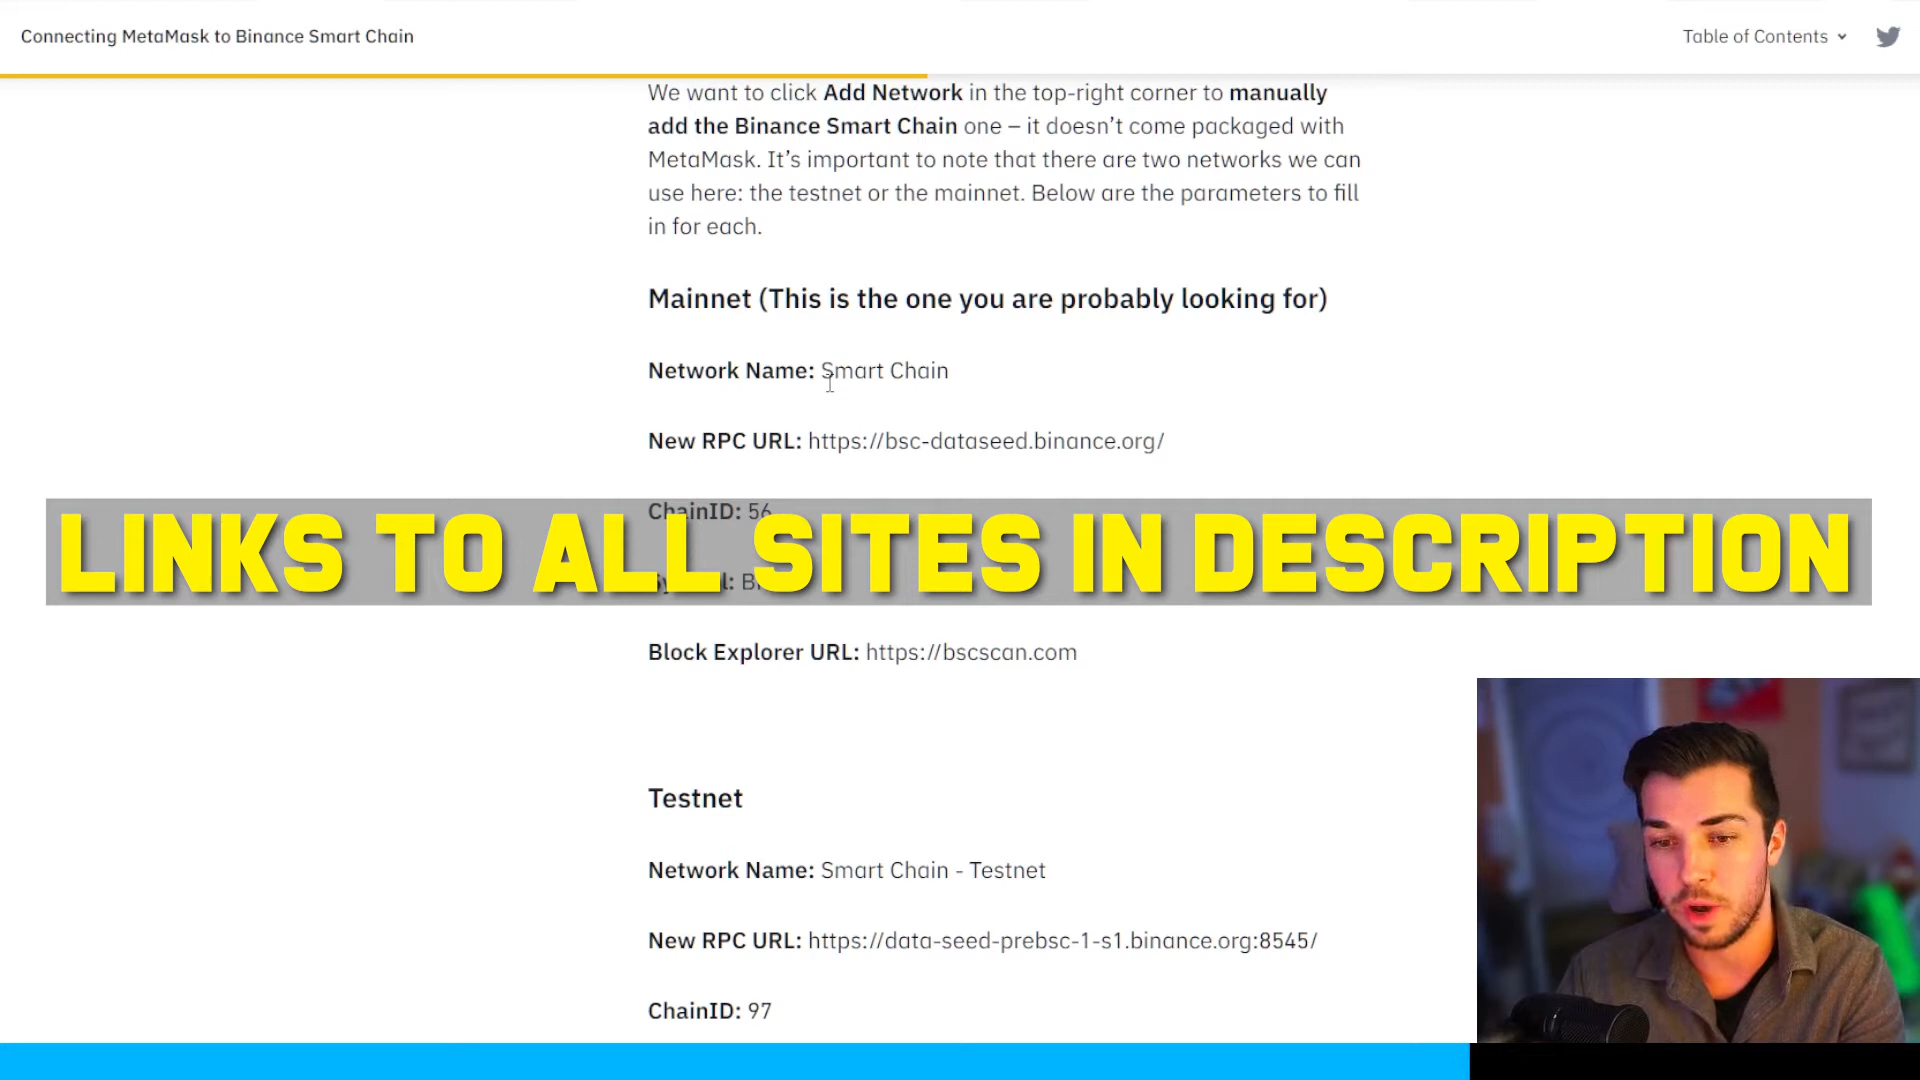 Connecting MetaMask to Binance Smart Chain
Table of Contents
We want to click Add Network in the top-right corner to manually
add the Binance Smart Chain one – it doesn't come packaged with
MetaMask. It's important to note that there are two networks we can
use here: the testnet or the mainnet. Below are the parameters to fill
in for each.
Mainnet (This is the one you are probably looking for)
Network Name: Smart Chain
New RPC URL: https://bsc-dataseed.binance.org/
ChainID: 56
LINKS TO ALL SITES IN DESCRIPTION
Block Explorer URL: https://bscscan.com
Testnet
Network Name: Smart Chain - Testnet
New RPC URL: https://data-seed-prebsc-1-s1.binance.org:8545/
ChainID: 97